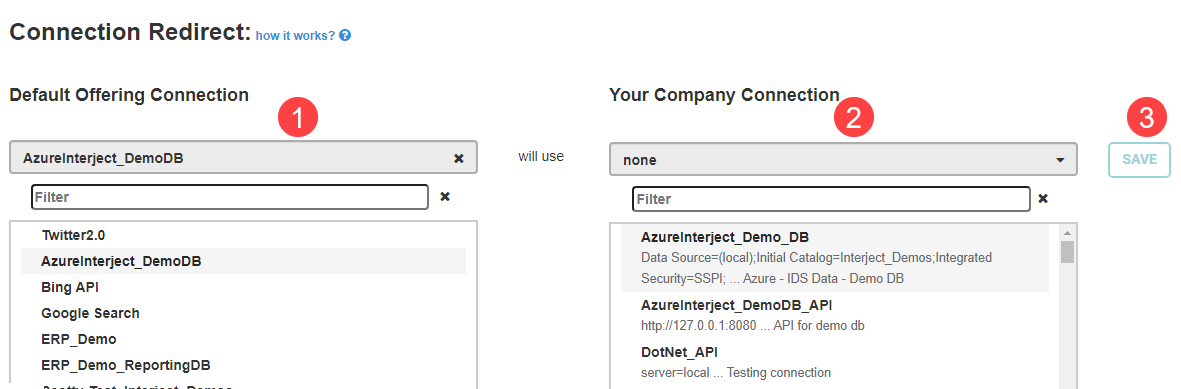 Connection Redirect: how it works? ?
Default Offering Connection
1
AzureInterject_DemoDB
Filter
Twitter2.0
AzureInterject_DemoDB
Bing API
Google Search
ERP_Demo
ERP_Demo_ReportingDB
will use
Your Company Connection
2
none
Filter
AzureInterject_Demo_DB
Data Source=(local);Initial Catalog=Interject_Demos;Integrated
Security=SSPI; ... Azure - IDS Data - Demo DB
AzureInterject_DemoDB_API
http://127.0.0.1:8080 ... API for demo db
DotNet_API
server=local ... Testing connection
3
SAVE